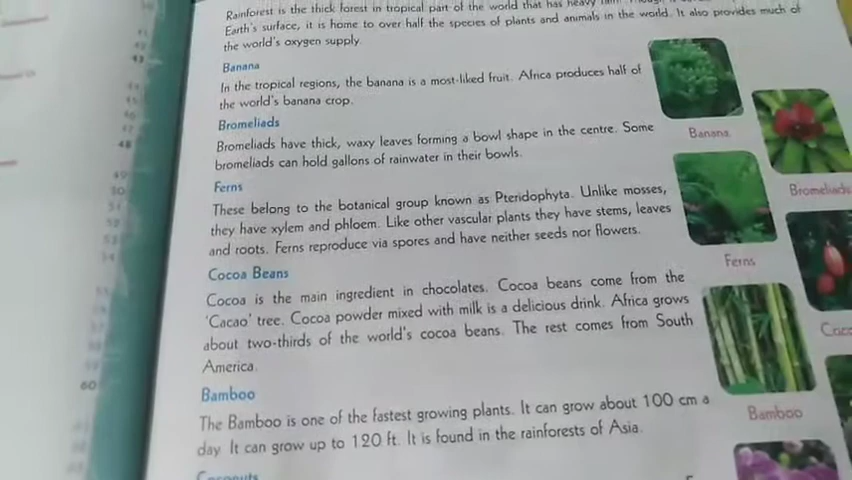 Rainforest is the thick forest in tropical part of the world that has heavy rain.
Earth's surface, it is home to over half the species of plants and animals in the world. It also provides much of
the world's oxygen supply.
Banana
In the tropical regions, the banana is a most-liked fruit. Africa produces half of
the world's banana crop.
Bromeliads
Bromeliads have thick, waxy leaves forming a bowl shape in the centre. Some
bromeliads can hold gallons of rainwater in their bowls.
Ferns
These belong to the botanical group known as Pteridophyta. Unlike mosses,
they have xylem and phloem. Like other vascular plants they have stems, leaves
and roots. Ferns reproduce via spores and have neither seeds nor flowers.
Cocoa Beans
Cocoa is the main ingredient in chocolates. Cocoa beans come from the
'Cacao' tree. Cocoa powder mixed with milk is a delicious drink. Africa grows
about two-thirds of the world's cocoa beans. The rest comes from South
America.
Bamboo
The Bamboo is one of the fastest growing plants. It can grow about 100 cm a
day. It can grow up to 120 ft. It is found in the rainforests of Asia.
Coconuts
Banana
Bromeliads
Ferns
Coco
Bamboo
43
48
49
50
60